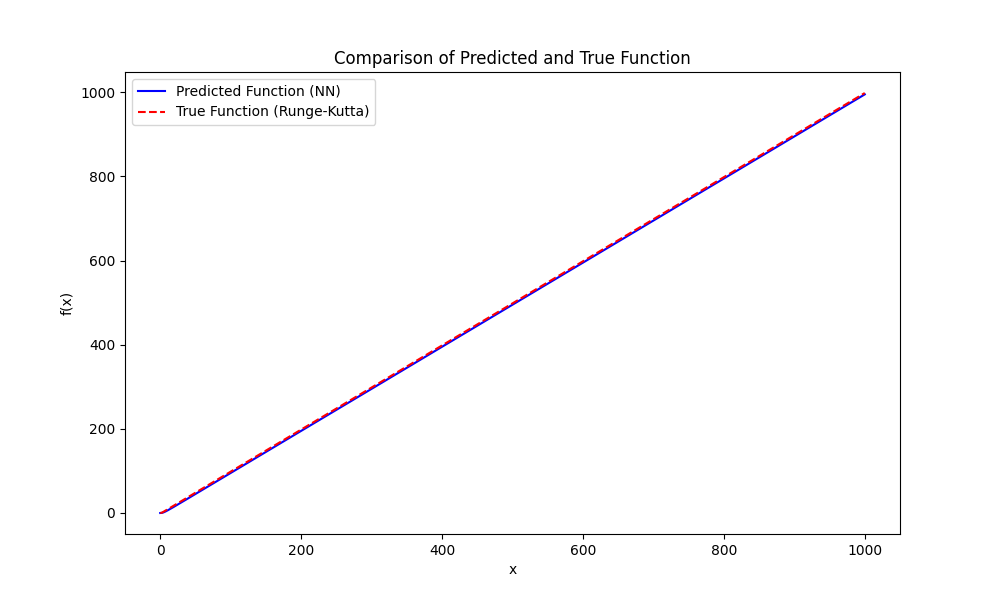 Comparison of Predicted and True Function
Predicted Function (NN)
True Function (Runge-Kutta)
1000
800
600
400
200
0
f(x)
0 200 400 600 800 1000
x